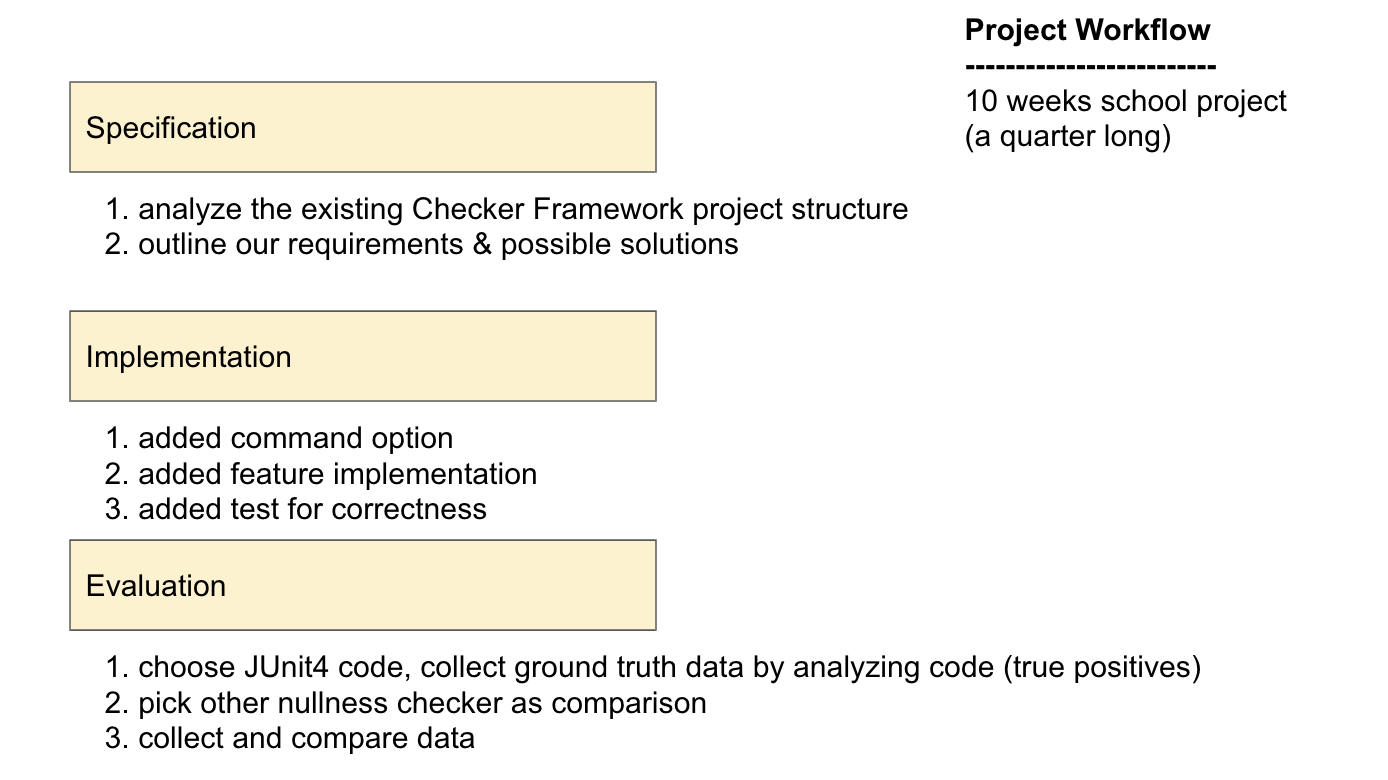 Project Workflow
-------------------------
10 weeks school project
(a quarter long)
Specification
1. analyze the existing Checker Framework project structure
2. outline our requirements & possible solutions
Implementation
1. added command option
2. added feature implementation
3. added test for correctness
Evaluation
1. choose JUnit4 code, collect ground truth data by analyzing code (true positives)
2. pick other nullness checker as comparison
3. collect and compare data